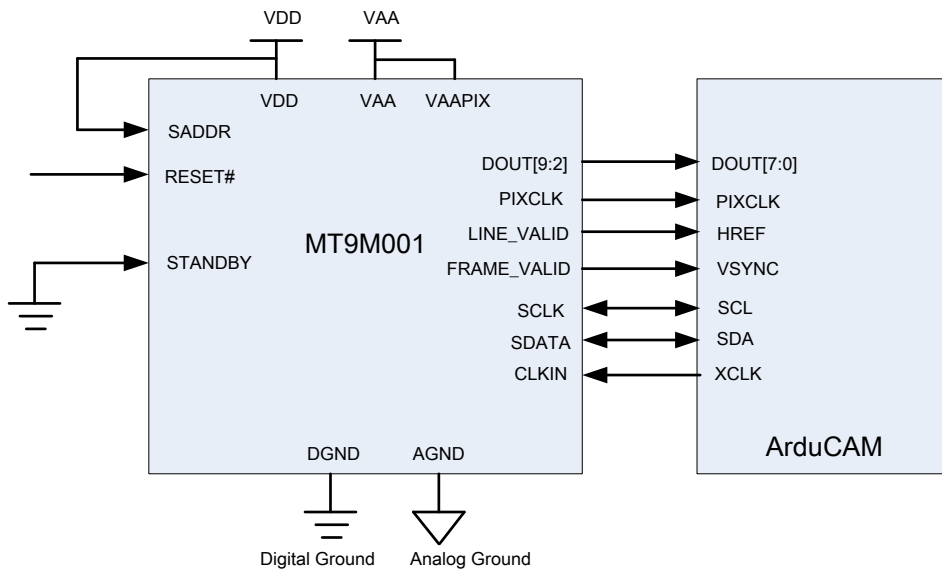 VDD VAA
VDD VAA VAAPIX
SADDR
RESET#
STANDBY
MT9M001
DOUT[9:2]
PIXCLK
LINE_VALID
FRAME_VALID
SCLK
SDATA
CLKIN
DGND AGND
Digital Ground Analog Ground
DOUT[7:0]
PIXCLK
HREF
VSYNC
SCL
SDA
XCLK
ArduCAM